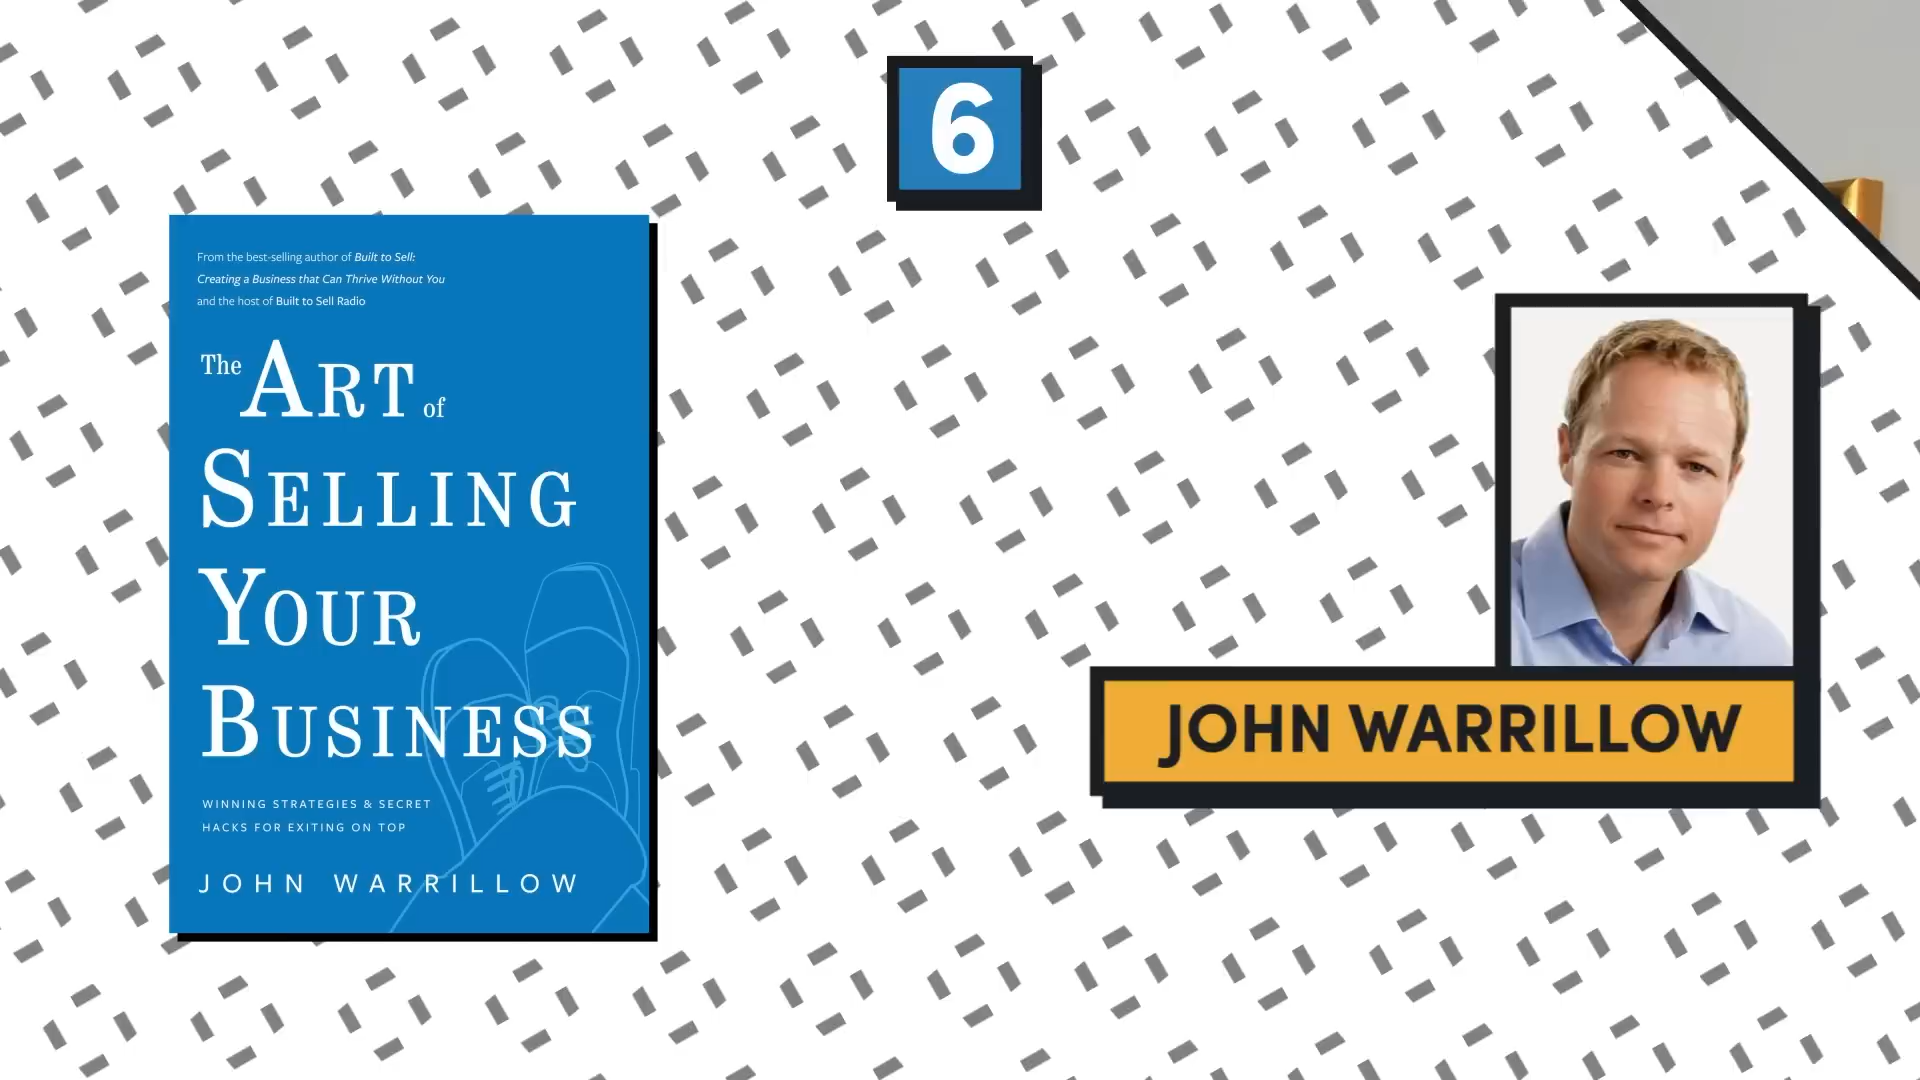 6
From the best-selling author of Built to Sell:
Creating a Business that Can Thrive Without You
and the host of Built to Sell Radio
The ART of
SELLING
YOUR
BUSINESS
WINNING STRATEGIES & SECRET
HACKS FOR EXITING ON TOP
JOHN WARRILLOW
JOHN WARRILLOW